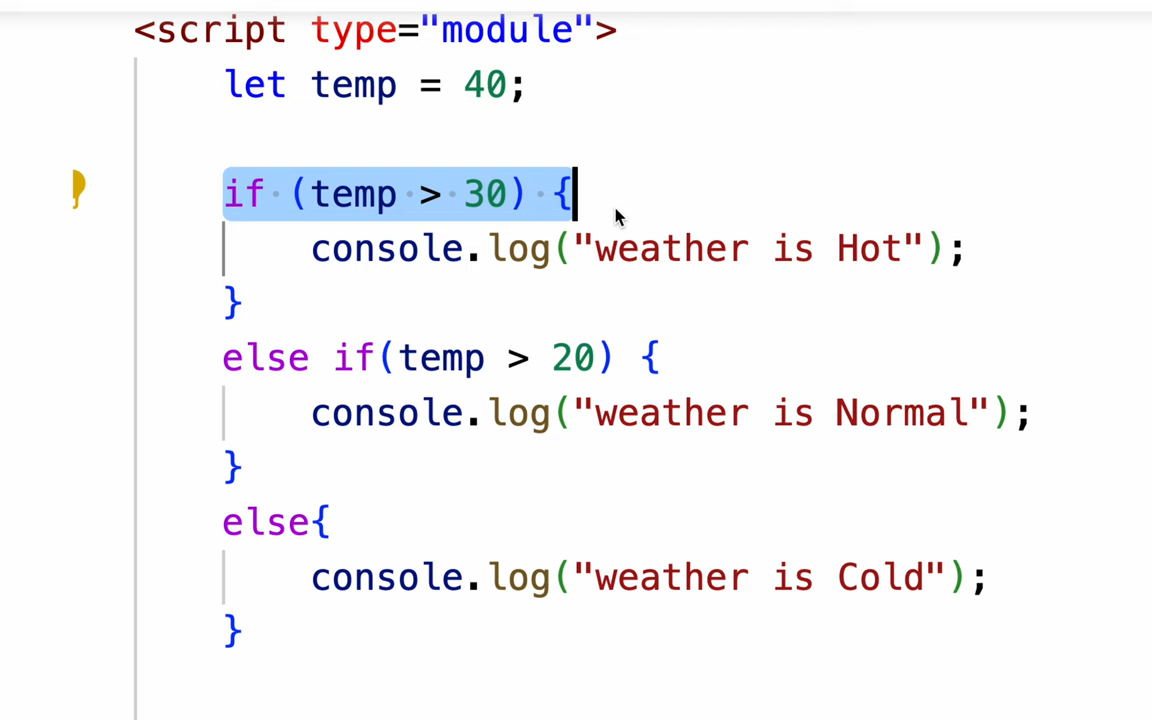 <script type="module">
let temp = 40;
if (temp > 30) {
console.log("weather is Hot");
}
else if(temp > 20) {
console.log("weather is Normal");
}
else{
console.log("weather is Cold");
}